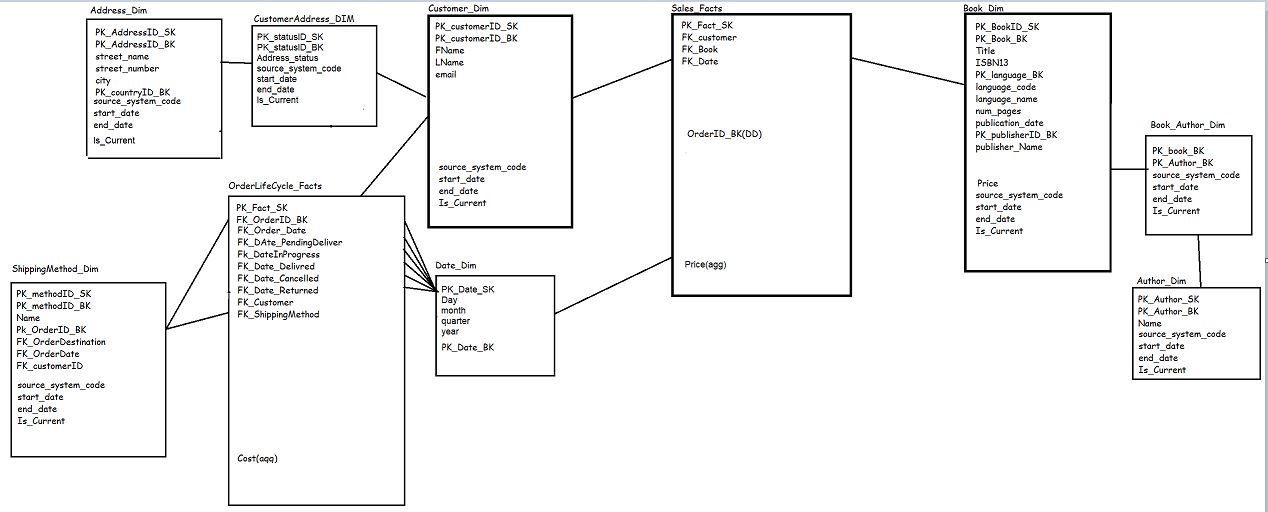 Address_Dim
PK_AddressID_SK
PK_AddressID_BK
street_name
street_number
city
PK_countryID_BK
source_system_code
start_date
end_date
Is_Current
CustomerAddress_DIM
PK_statusID_SK
PK_statusID_BK
Address_status
source_system_code
start_date
end_date
Is_Current
Customer_Dim
PK_customerID_SK
PK_customerID_BK
FName
LName
email
source_system_code
start_date
end_date
Is_Current
Sales_Facts
PK_Fact_SK
FK_customer
FK_Book
FK_Date
OrderID_BK(DD)
Price(agg)
Book_Dim
PK_BookID_SK
PK_Book_BK
Title
ISBN13
PK_language_BK
language_code
language_name
num_pages
publication_date
PK_publisherID_BK
publisher_Name
Price
source_system_code
start_date
end_date
Is_Current
Book_Author_Dim
PK_book_BK
PK_Author_BK
source_system_code
start_date
end_date
Is_Current
Author_Dim
PK_Author_SK
PK_Author_BK
Name
source_system_code
start_date
end_date
Is_Current
OrderLifeCycle_Facts
PK_Fact_SK
FK_OrderID_BK
FK_Order_Date
FK_DAte_PendingDeliver
FK_DateInProgress
FK_Date_Delivred
FK_Date_Cancelled
FK_Date_Returned
FK_Customer
FK_ShippingMethod
Cost(agg)
Date_Dim
PK_Date_SK
Day
month
quarter
year
PK_Date_BK
ShippingMethod_Dim
PK_methodID_SK
PK_methodID_BK
Name
Pk_OrderID_BK
FK_OrderDestination
FK_OrderDate
FK_customerID
source_system_code
start_date
end_date
Is_Current